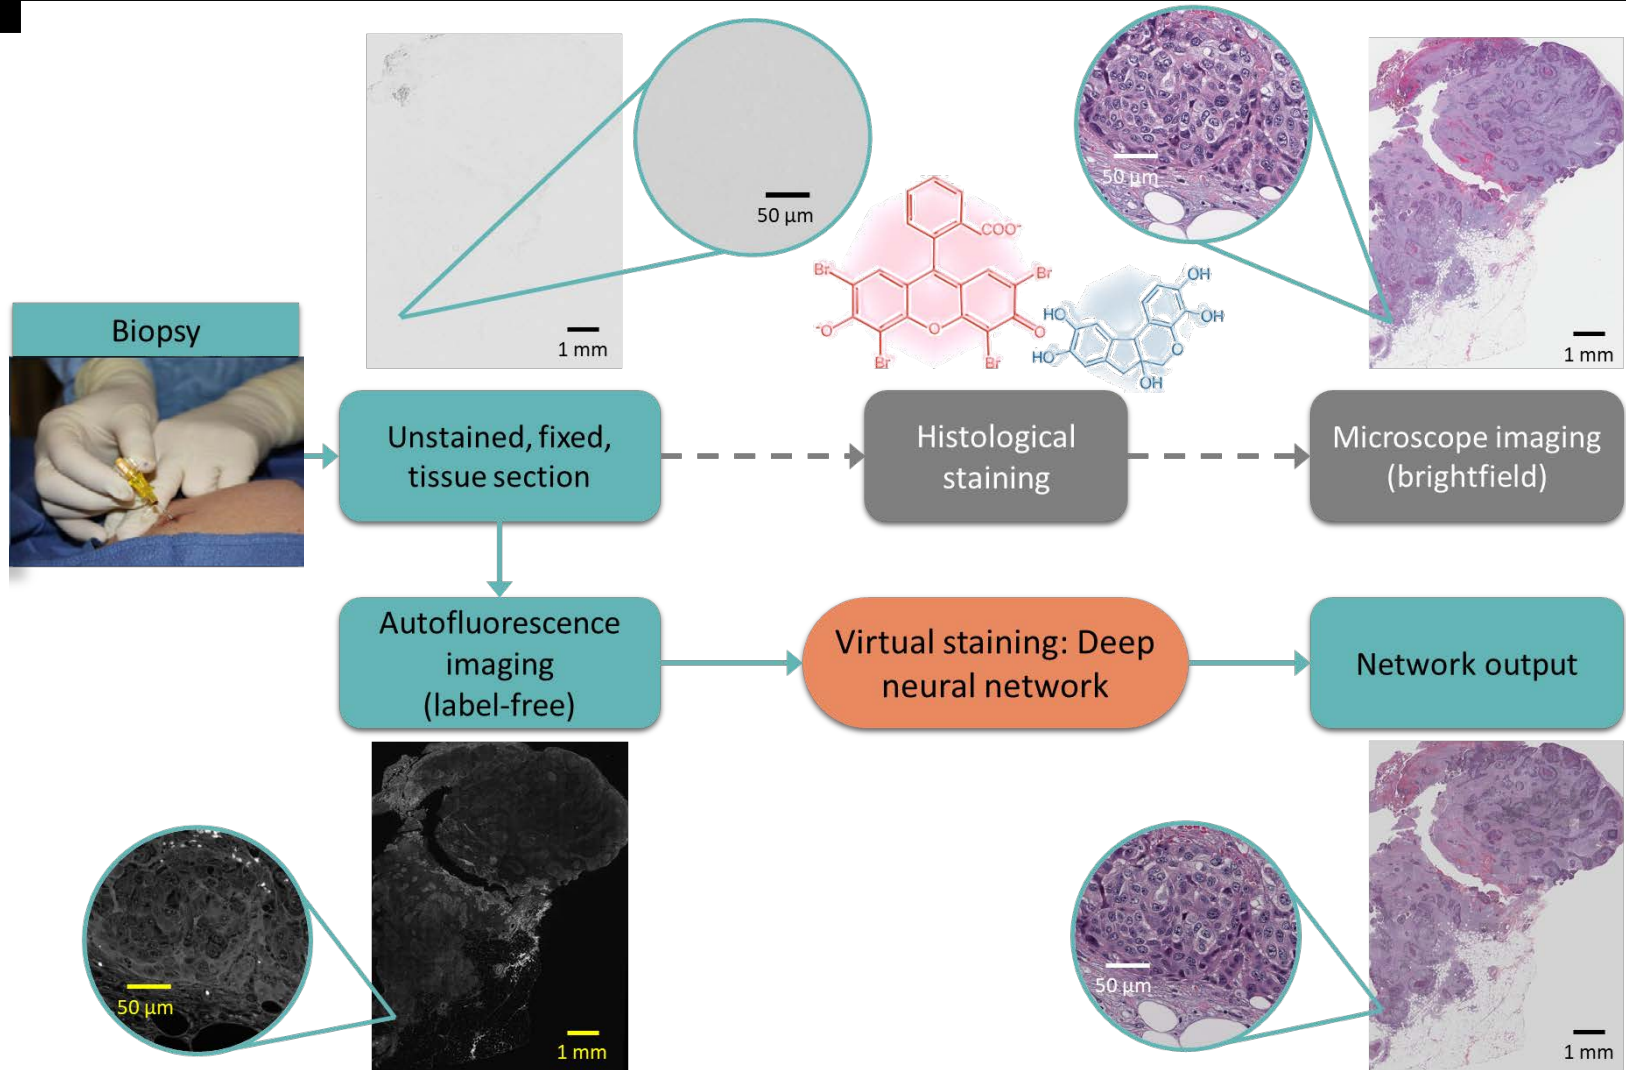 50 µm
1 mm
50 µm
1 mm
COO⁻
Br
Br
⁻O
O
O
Br
Br
OH
HO
OH
HO
O
OH
Biopsy
Unstained, fixed,
tissue section
Histological
staining
Microscope imaging
(brightfield)
Autofluorescence
imaging
(label-free)
Virtual staining: Deep
neural network
Network output
50 µm
1 mm
50 µm
1 mm